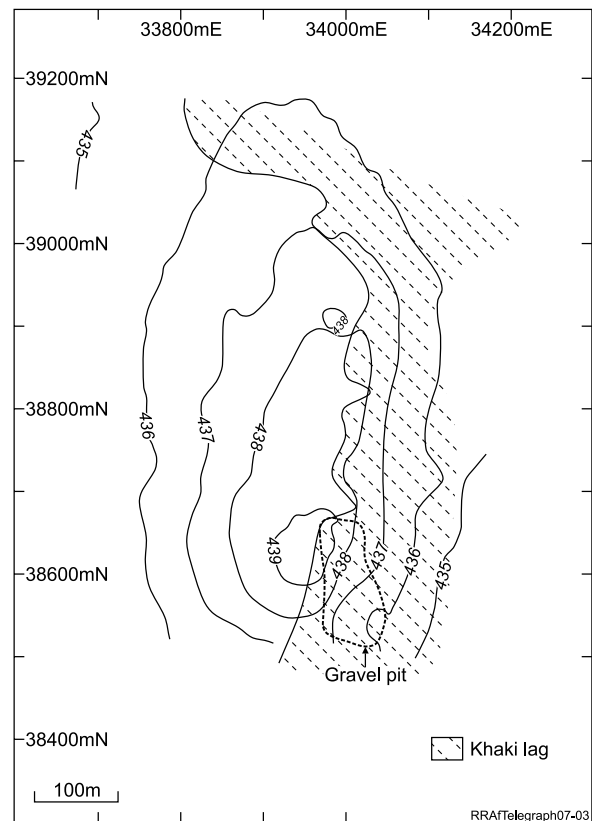 33800mE 34000mE 34200mE
39200mN
435
39000mN
438
38800mN
436
437
438
439
38600mN
438
437
436
435
Gravel pit
38400mN
Khaki lag
100m
RRAfTelegraph07-03